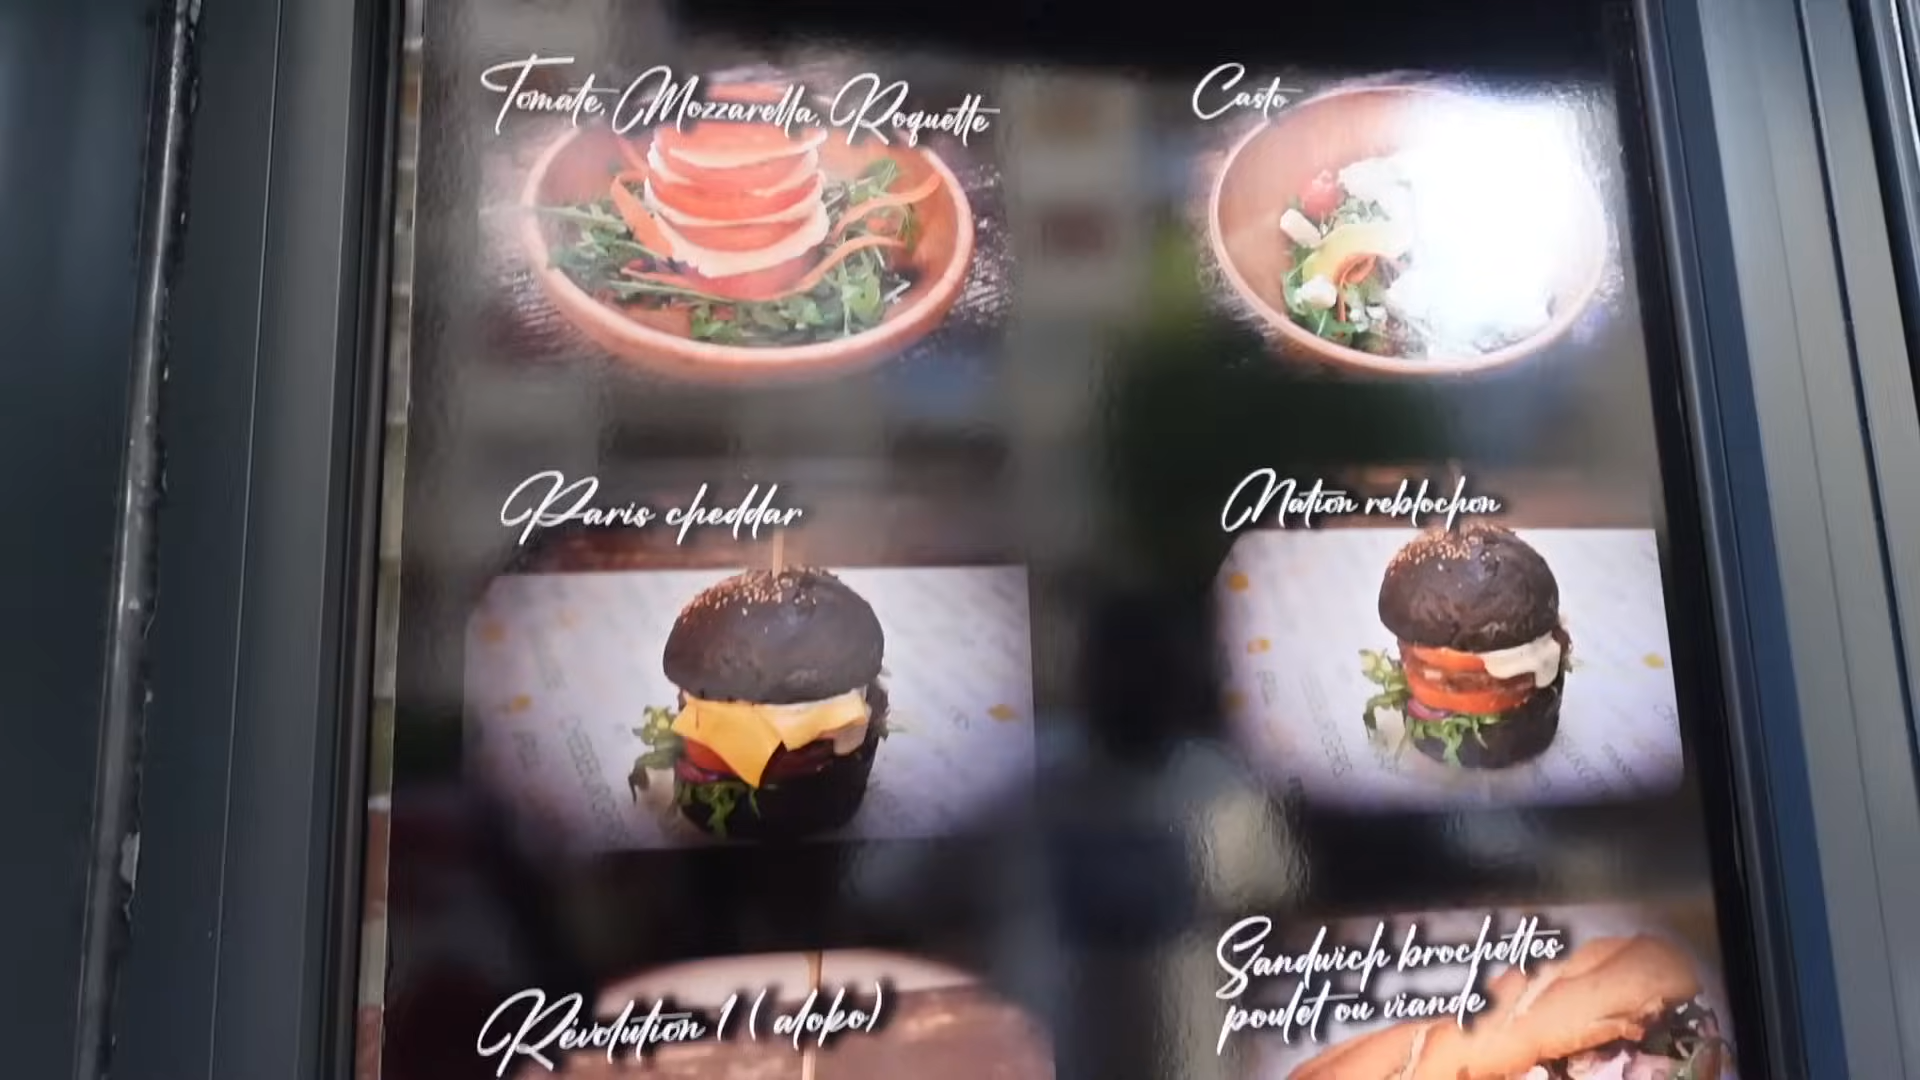 Tomate, Mozzarella, Roquette
Casto
Paris cheddar
Nation reblochon
Révolution 1 ( aloko)
Sandwich brochettes
poulet ou viande